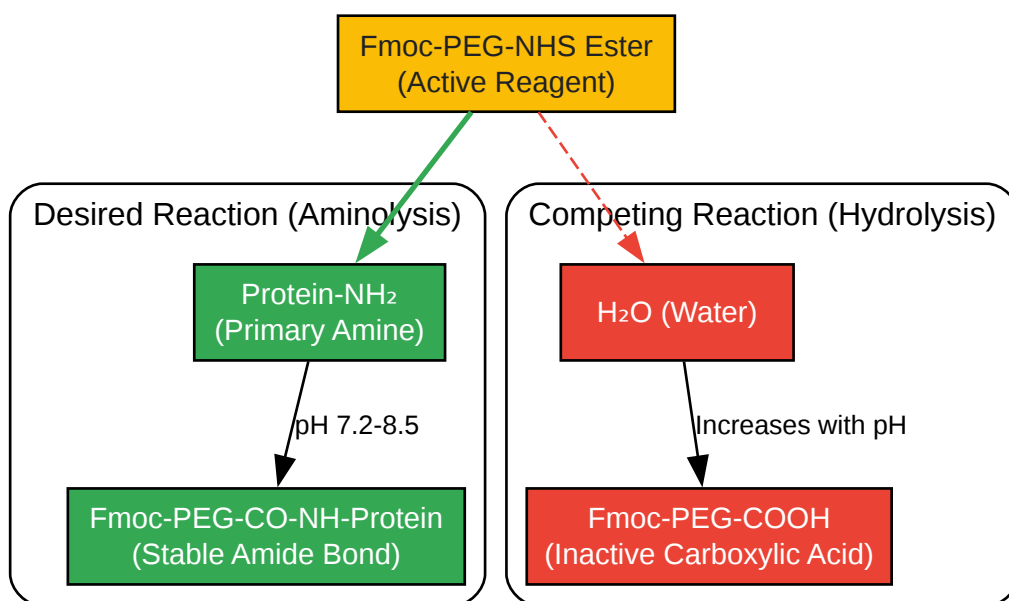 Fmoc-PEG-NHS Ester
(Active Reagent)
Desired Reaction (Aminolysis)
Competing Reaction (Hydrolysis)
Protein-NH₂
(Primary Amine)
H₂O (Water)
pH 7.2-8.5
Increases with pH
Fmoc-PEG-CO-NH-Protein
(Stable Amide Bond)
Fmoc-PEG-COOH
(Inactive Carboxylic Acid)